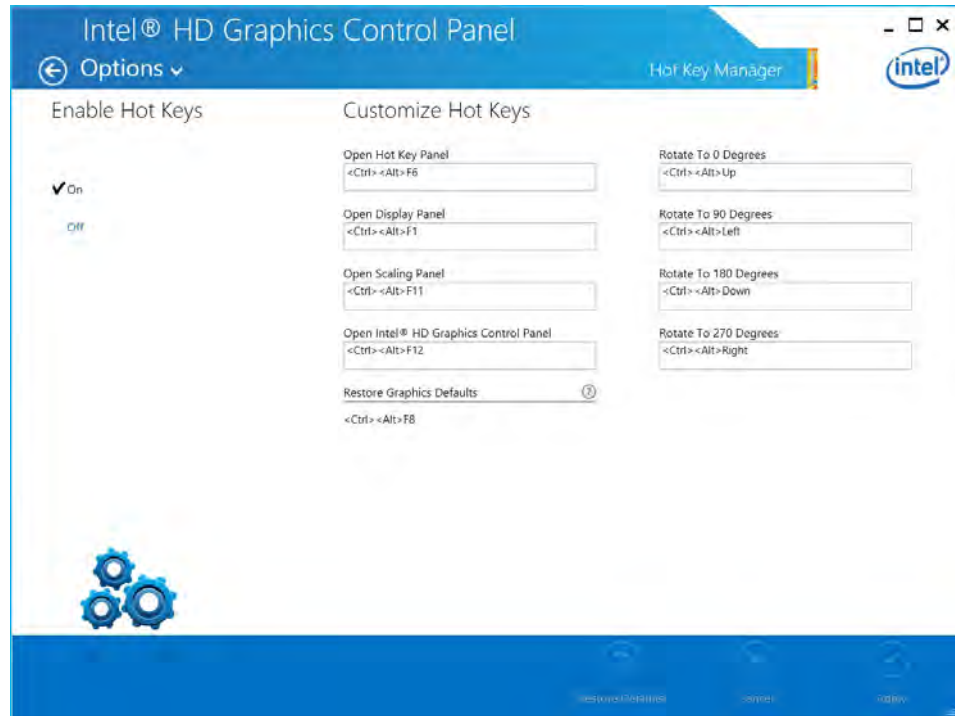 Intel® HD Graphics Control Panel
Options
Hot Key Manager
intel
Enable Hot Keys
On
Off
Customize Hot Keys
Open Hot Key Panel
<Ctrl><Alt>F6
Open Display Panel
<Ctrl><Alt>F1
Open Scaling Panel
<Ctrl><Alt>F11
Open Intel® HD Graphics Control Panel
<Ctrl><Alt>F12
Restore Graphics Defaults
<Ctrl><Alt>F8
Rotate To 0 Degrees
<Ctrl><Alt>Up
Rotate To 90 Degrees
<Ctrl><Alt>Left
Rotate To 180 Degrees
<Ctrl><Alt>Down
Rotate To 270 Degrees
<Ctrl><Alt>Right